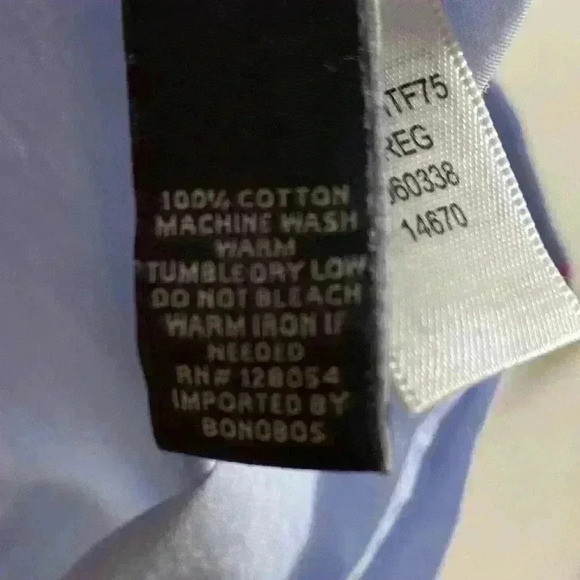 100% COTTON
MACHINE WASH
WARM
TUMBLE DRY LOW
DO NOT BLEACH
WARM IRON IF
NEEDED
RN# 128054
IMPORTED BY
BONOBOS
TF75
REG
60338
14670